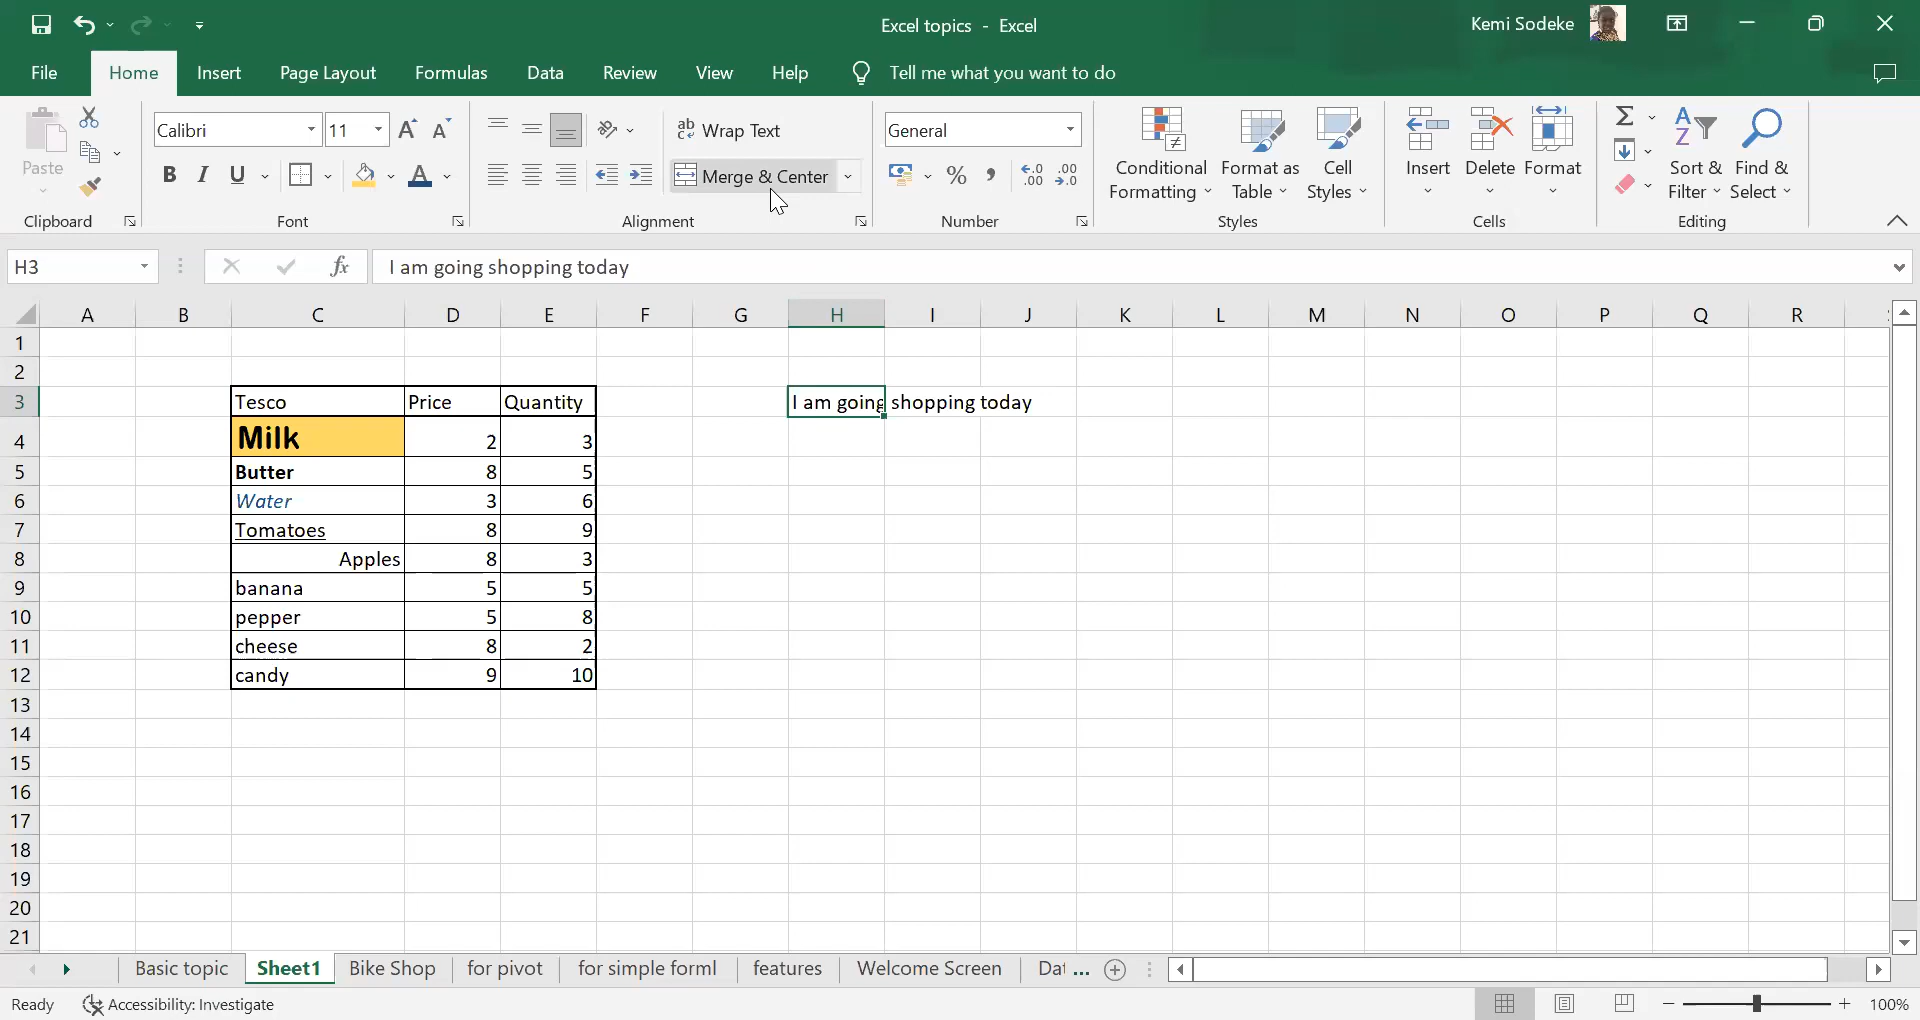 Excel topics - Excel
Kemi Sodeke
File Home Insert Page Layout Formulas Data Review View Help Tell me what you want to do
Paste
Clipboard
Calibri 11
B I U
Font
Wrap Text
Merge & Center
Alignment
General
Number
Conditional Formatting
Format as Table
Cell Styles
Styles
Insert Delete Format
Cells
Sort & Filter
Find & Select
Editing
H3 fx I am going shopping today
A B C D E F G H I J K L M N O P Q R
1
2
3 Tesco Price Quantity I am going shopping today
4 Milk 2 3
5 Butter 8 5
6 Water 3 6
7 Tomatoes 8 9
8 Apples 8 3
9 banana 5 5
10 pepper 5 8
11 cheese 8 2
12 candy 9 10
13
14
15
16
17
18
19
20
21
Basic topic Sheet1 Bike Shop for pivot for simple forml features Welcome Screen Dat ...
Ready Accessibility: Investigate 100%